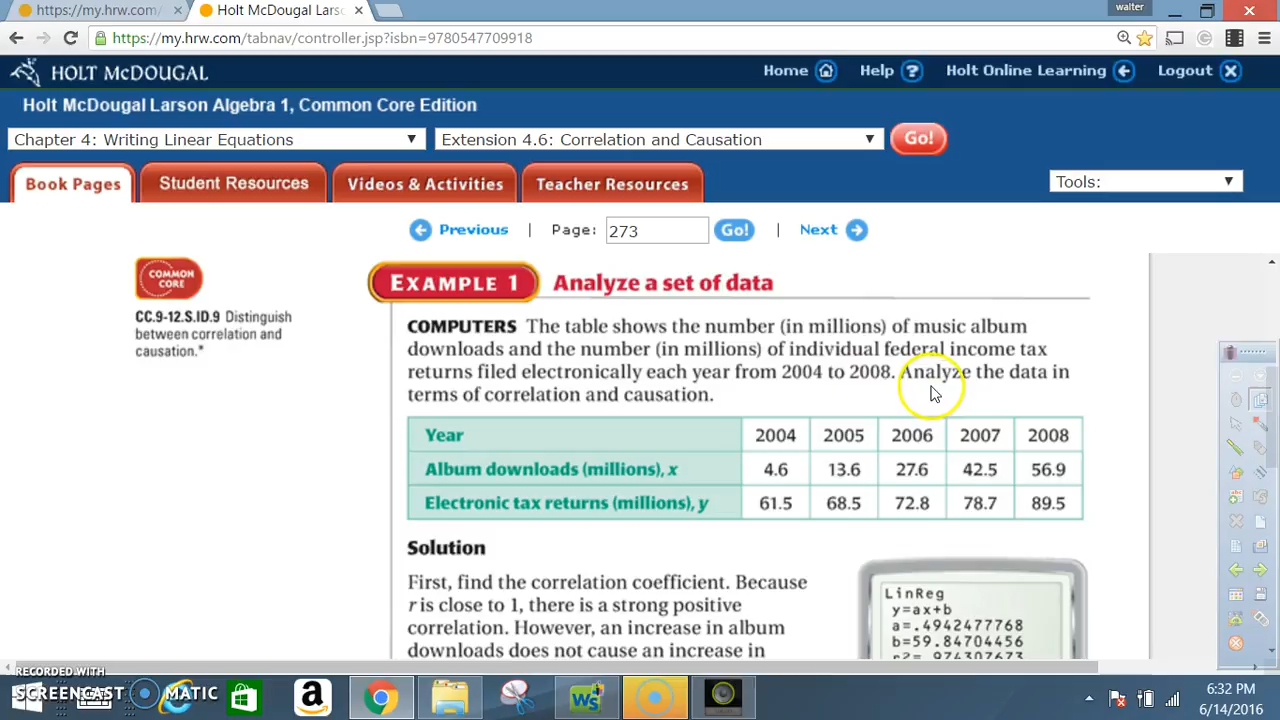 https://my.hrw.com/tabnav/ ×
Holt McDougal Larso ×
walter
https://my.hrw.com/tabnav/controller.jsp?isbn=9780547709918
HOLT MCDOUGAL
Home Help ? Holt Online Learning Logout X
Holt McDougal Larson Algebra 1, Common Core Edition
Chapter 4: Writing Linear Equations Extension 4.6: Correlation and Causation Go!
Book Pages Student Resources Videos & Activities Teacher Resources Tools:
Previous | Page: 273 Go! | Next
COMMON
CORE
CC.9-12.S.ID.9 Distinguish
between correlation and
causation.*
EXAMPLE 1 Analyze a set of data
COMPUTERS The table shows the number (in millions) of music album
downloads and the number (in millions) of individual federal income tax
returns filed electronically each year from 2004 to 2008. Analyze the data in
terms of correlation and causation.
Year 2004 2005 2006 2007 2008
Album downloads (millions), x 4.6 13.6 27.6 42.5 56.9
Electronic tax returns (millions), y 61.5 68.5 72.8 78.7 89.5
Solution
First, find the correlation coefficient. Because
r is close to 1, there is a strong positive
correlation. However, an increase in album
downloads does not cause an increase in
LinReg
y=ax+b
a=.4942477768
b=59.84704456
r²=.974307673
RECORDED WITH
SCREENCAST MATIC
a
WS
6:32 PM
6/14/2016